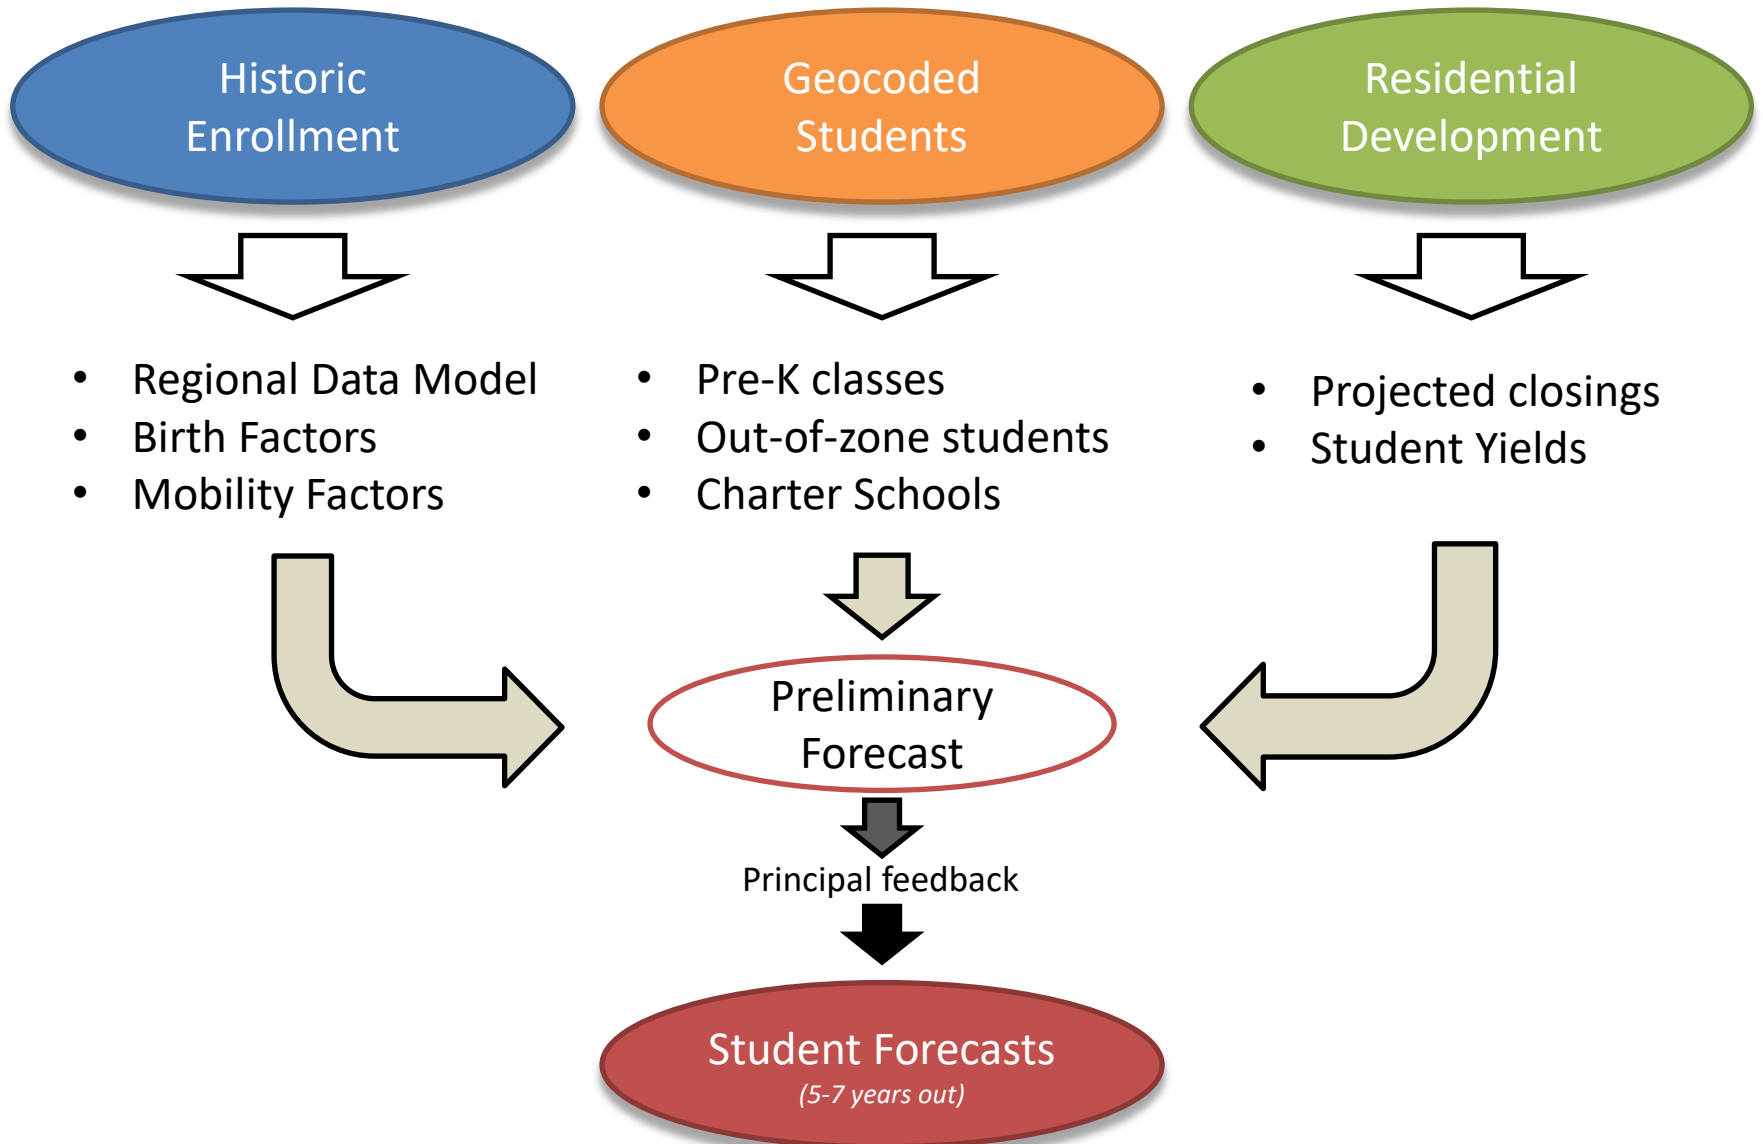 Historic
Enrollment
Geocoded
Students
Residential
Development
• Regional Data Model
• Birth Factors
• Mobility Factors
• Pre-K classes
• Out-of-zone students
• Charter Schools
• Projected closings
• Student Yields
Preliminary
Forecast
Principal feedback
Student Forecasts
(5-7 years out)